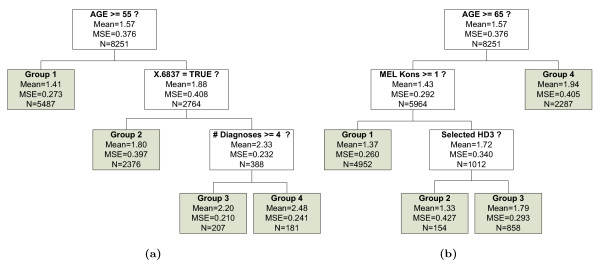 AGE >= 55 ?
Mean=1.57
MSE=0.376
N=8251
Group 1
Mean=1.41
MSE=0.273
N=5487
X.6837 = TRUE ?
Mean=1.88
MSE=0.408
N=2764
Group 2
Mean=1.80
MSE=0.397
N=2376
# Diagnoses >= 4 ?
Mean=2.33
MSE=0.232
N=388
Group 3
Mean=2.20
MSE=0.210
N=207
Group 4
Mean=2.48
MSE=0.241
N=181
(a)
AGE >= 65 ?
Mean=1.57
MSE=0.376
N=8251
MEL Kons >= 1 ?
Mean=1.43
MSE=0.292
N=5964
Group 4
Mean=1.94
MSE=0.405
N=2287
Group 1
Mean=1.37
MSE=0.260
N=4952
Selected HD3 ?
Mean=1.72
MSE=0.340
N=1012
Group 2
Mean=1.33
MSE=0.427
N=154
Group 3
Mean=1.79
MSE=0.293
N=858
(b)